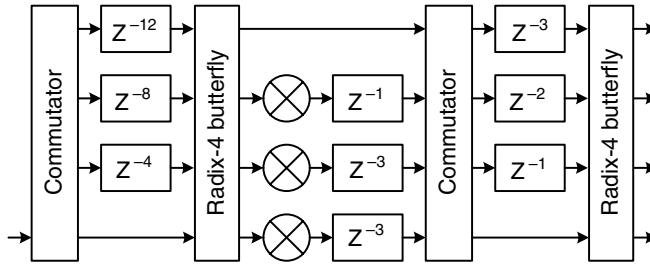 Commutator
Z⁻¹²
Z⁻⁸
Z⁻⁴
Radix-4 butterfly
Z⁻¹
Z⁻³
Z⁻³
Commutator
Z⁻³
Z⁻²
Z⁻¹
Radix-4 butterfly